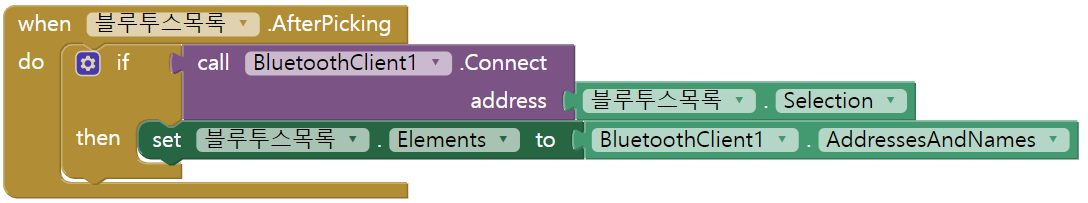 when 블루투스목록 .AfterPicking
do if call BluetoothClient1 .Connect
address 블루투스목록 . Selection
then set 블루투스목록 . Elements to BluetoothClient1 . AddressesAndNames